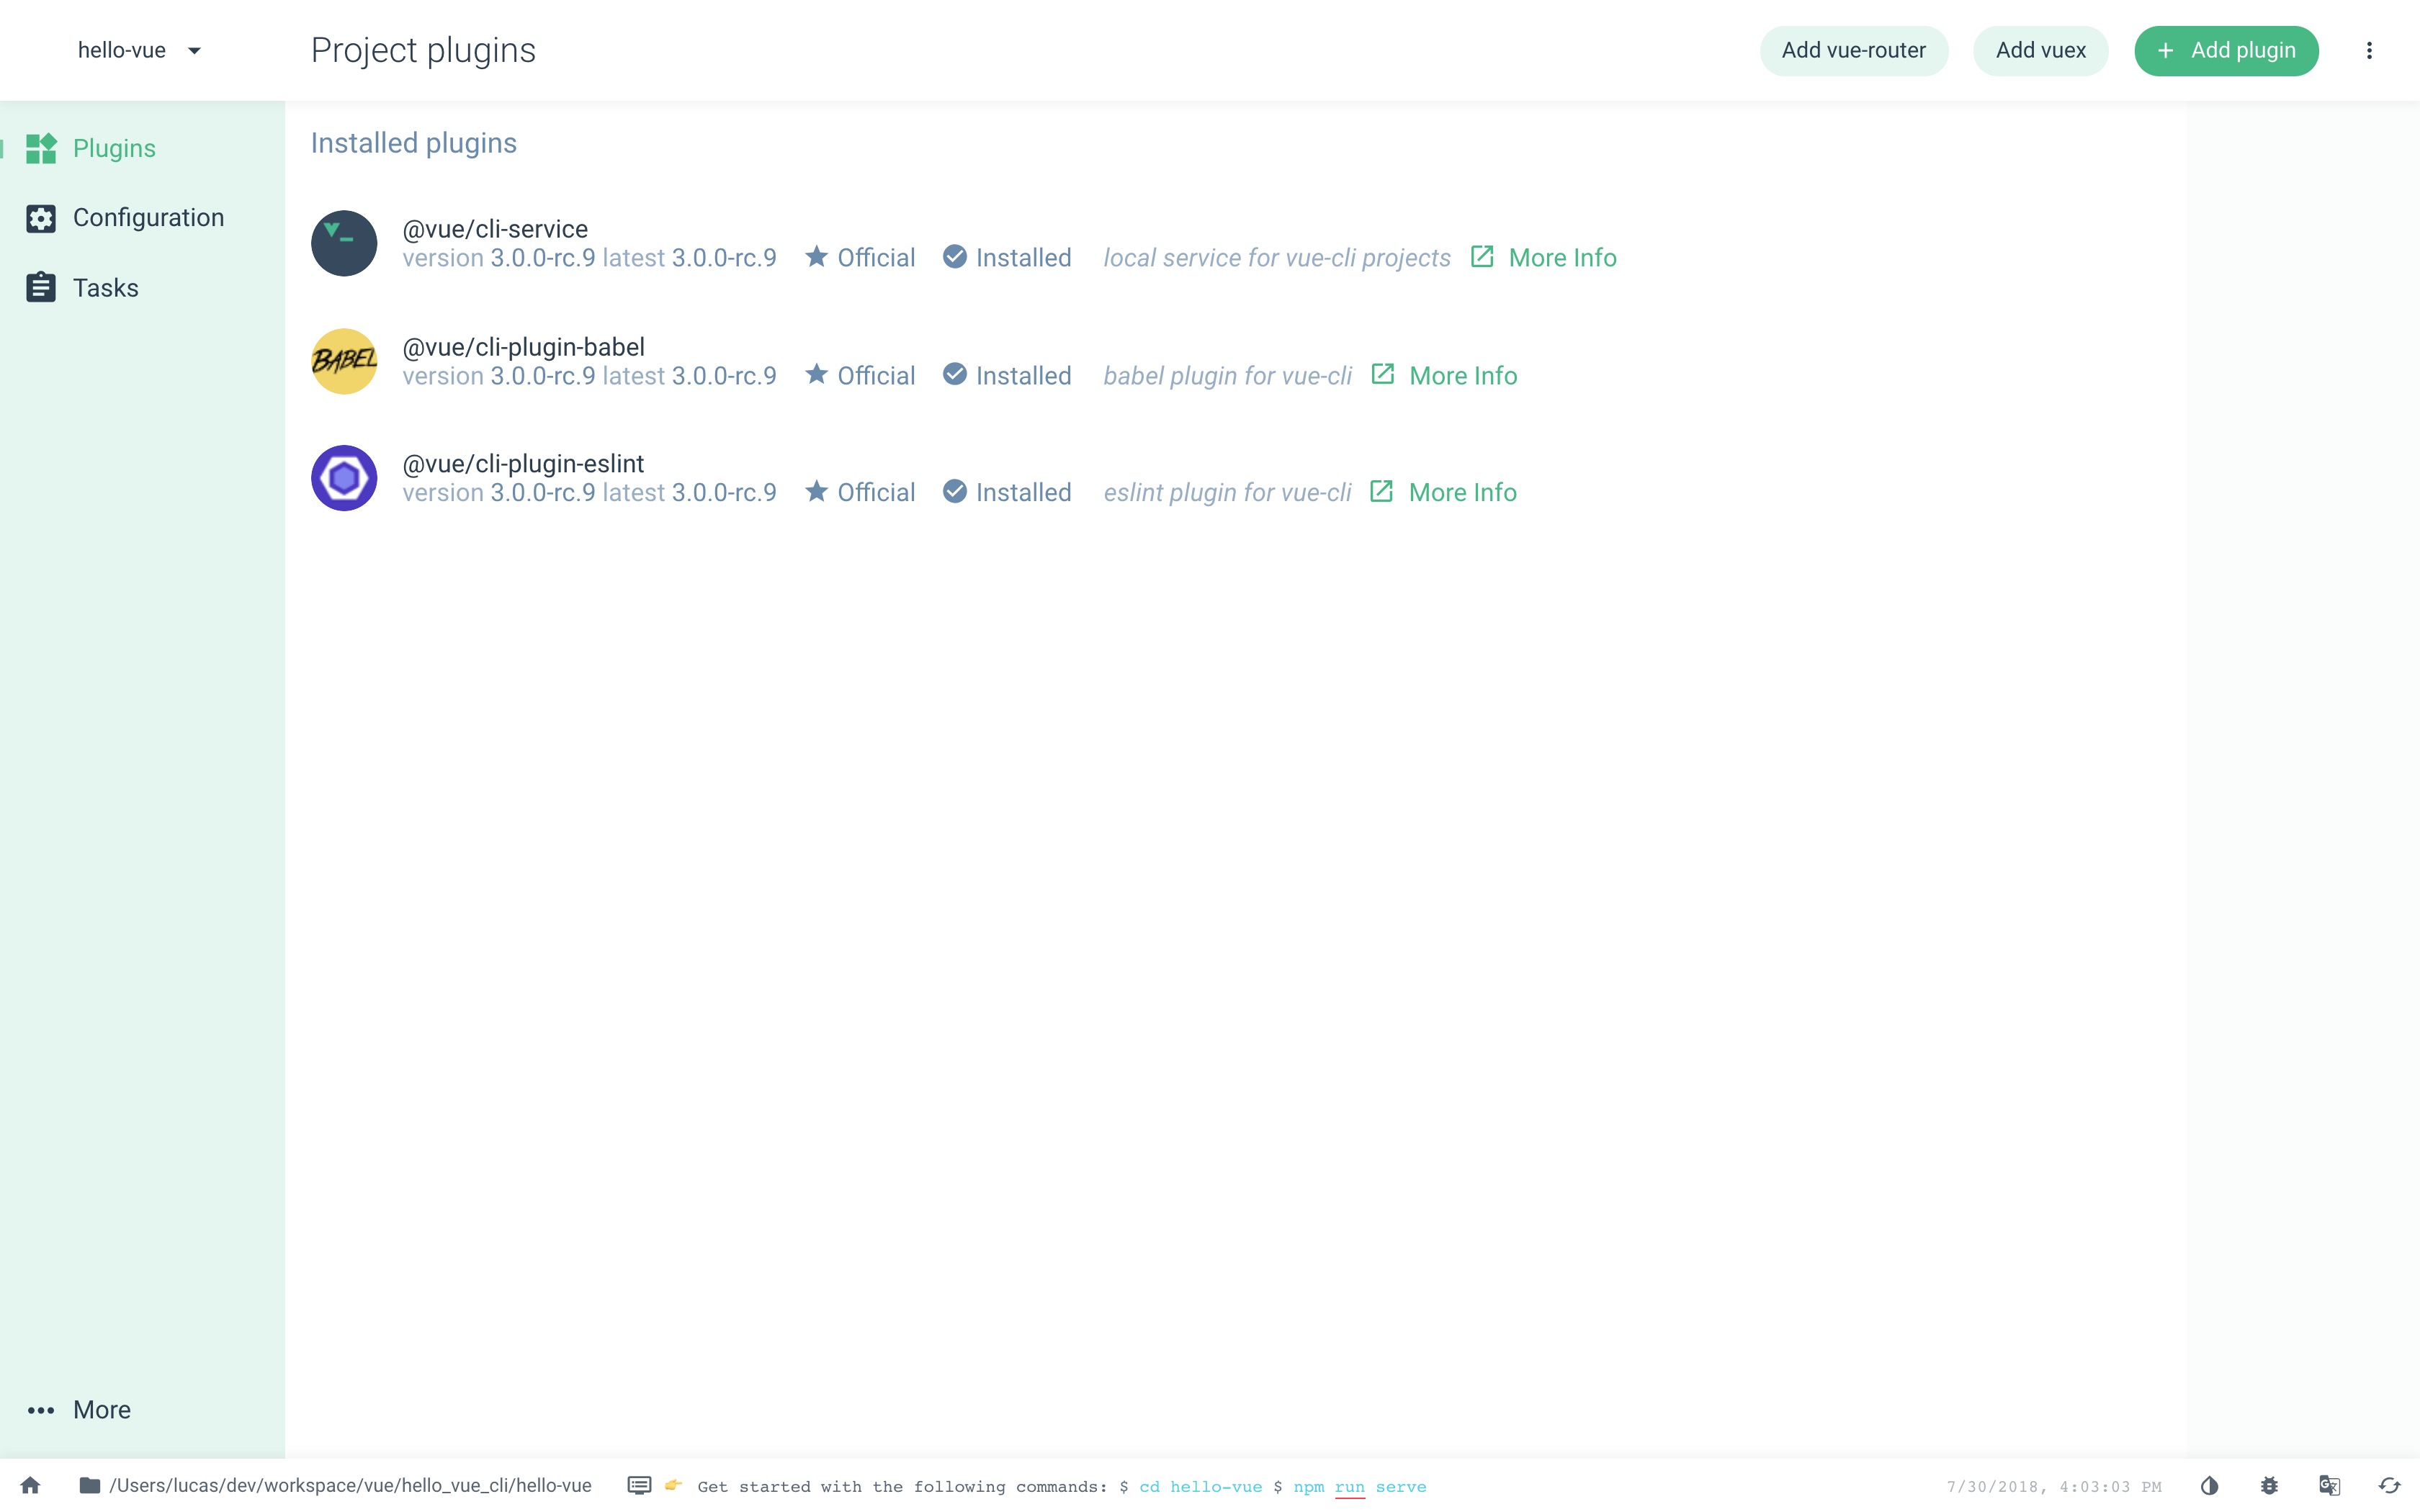 hello-vue
Project plugins
Add vue-router
Add vuex
+ Add plugin
Plugins
Configuration
Tasks
More
Installed plugins
@vue/cli-service
version 3.0.0-rc.9 latest 3.0.0-rc.9 Official Installed local service for vue-cli projects More Info
BABEL
@vue/cli-plugin-babel
version 3.0.0-rc.9 latest 3.0.0-rc.9 Official Installed babel plugin for vue-cli More Info
@vue/cli-plugin-eslint
version 3.0.0-rc.9 latest 3.0.0-rc.9 Official Installed eslint plugin for vue-cli More Info
/Users/lucas/dev/workspace/vue/hello_vue_cli/hello-vue
👉 Get started with the following commands: $ cd hello-vue $ npm run serve
7/30/2018, 4:03:03 PM